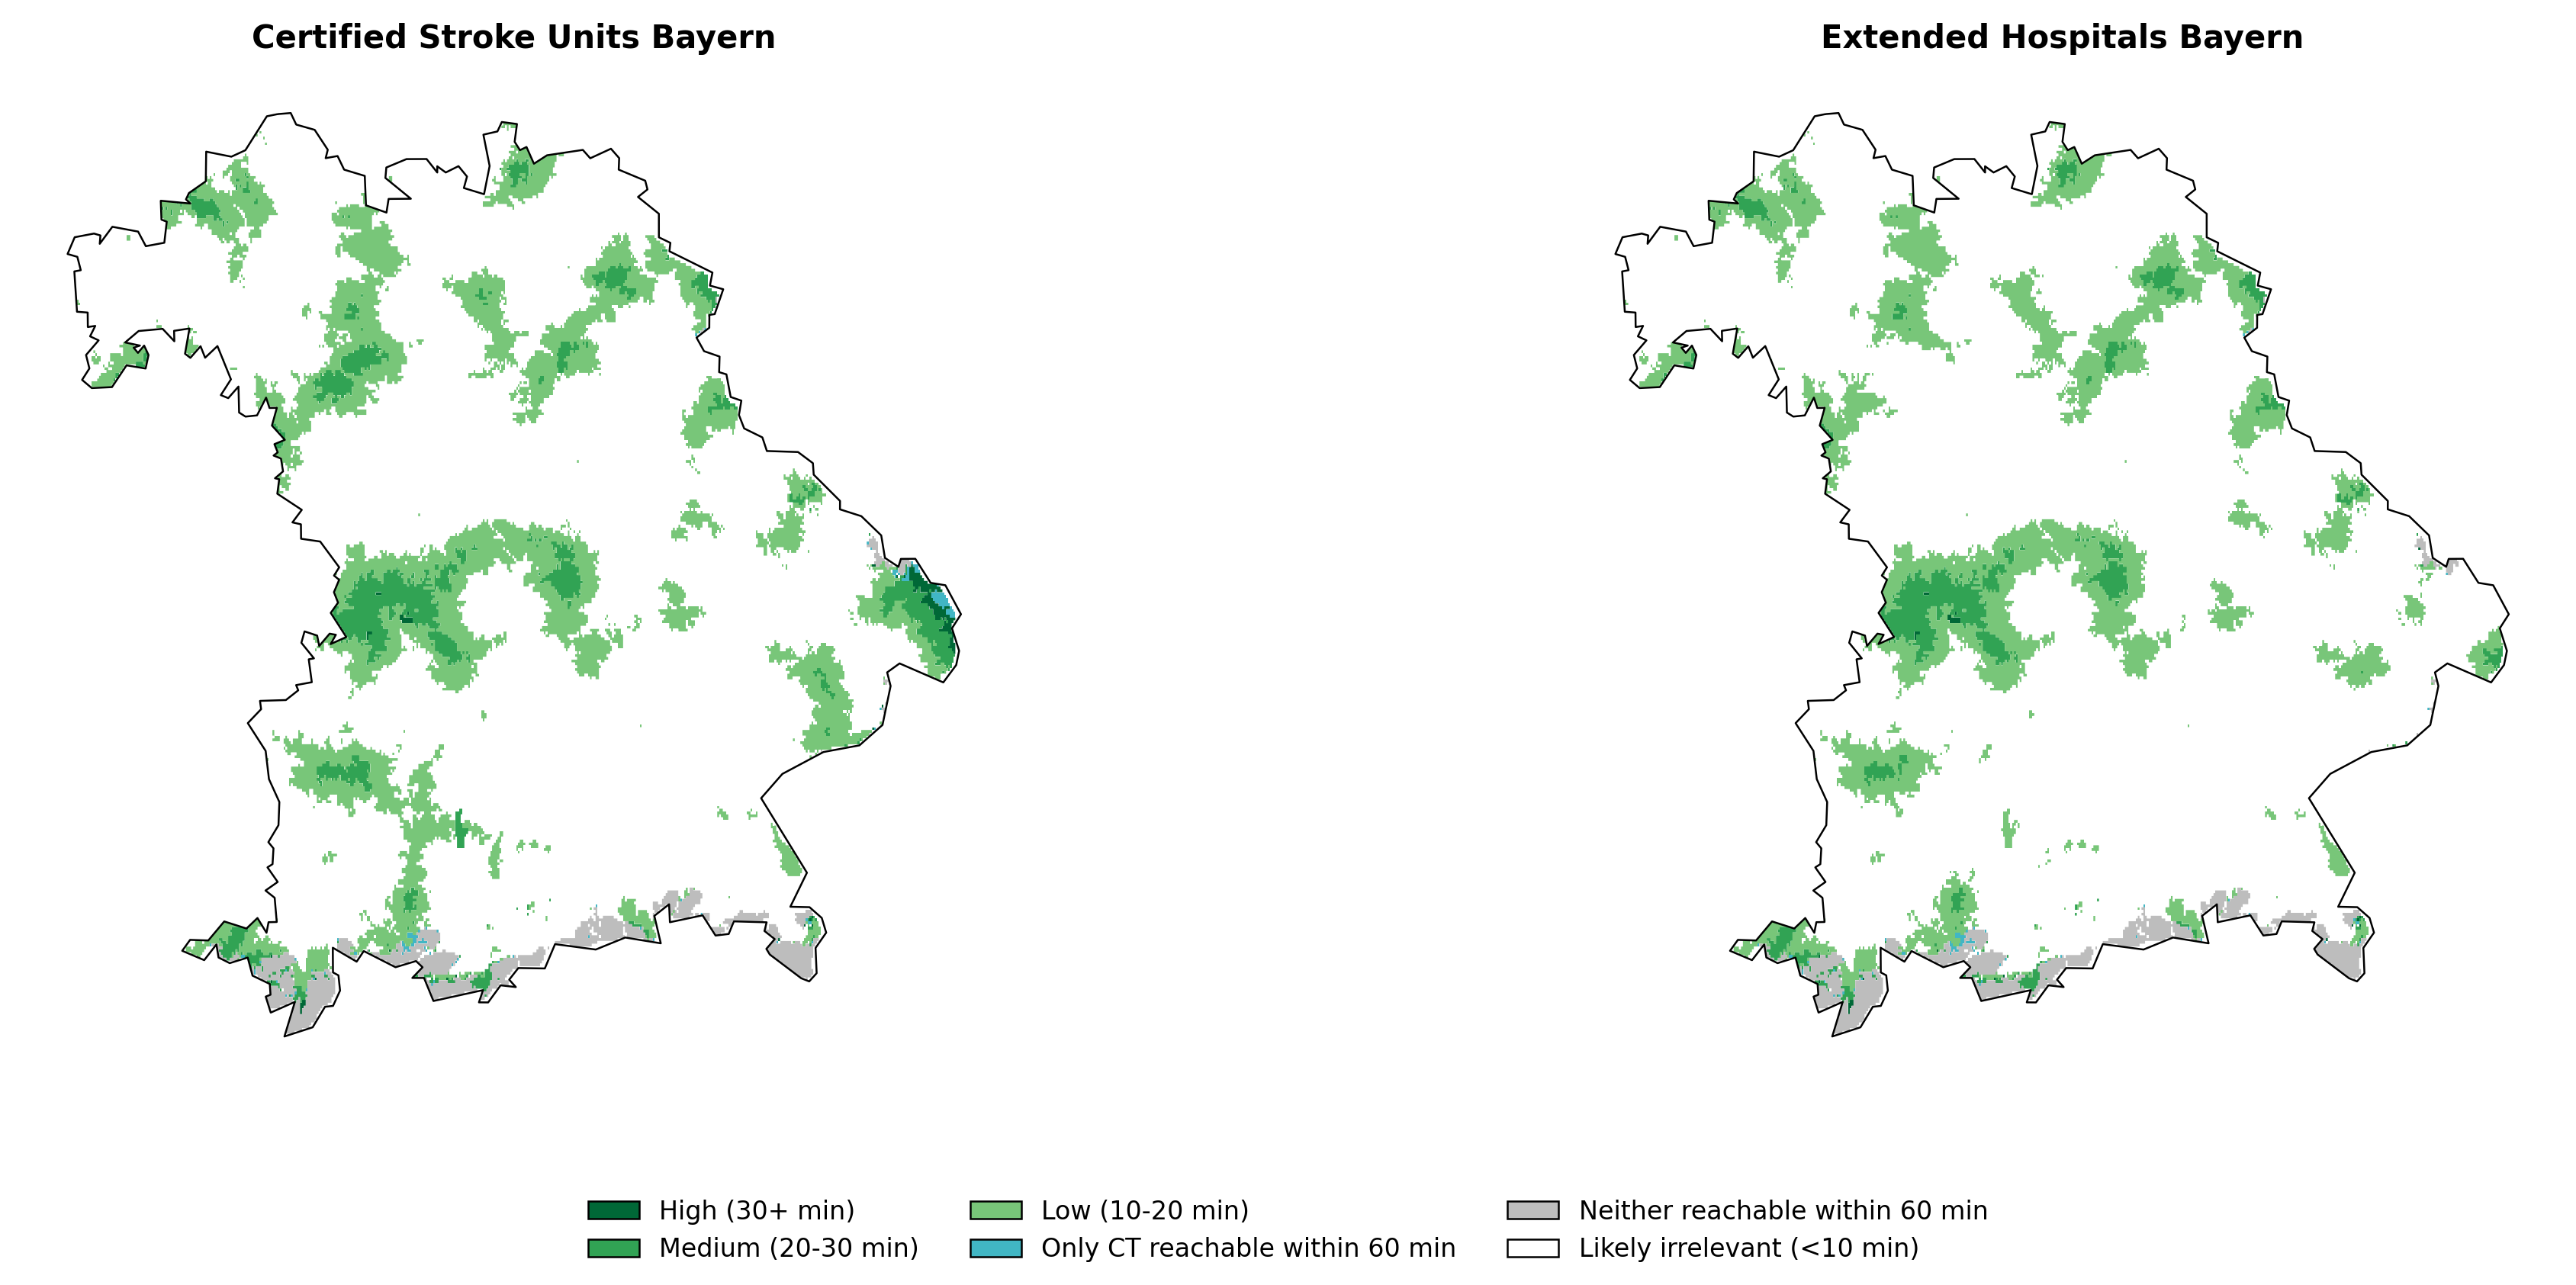 Certified Stroke Units Bayern
Extended Hospitals Bayern
High (30+ min)
Medium (20-30 min)
Low (10-20 min)
Only CT reachable within 60 min
Neither reachable within 60 min
Likely irrelevant (<10 min)